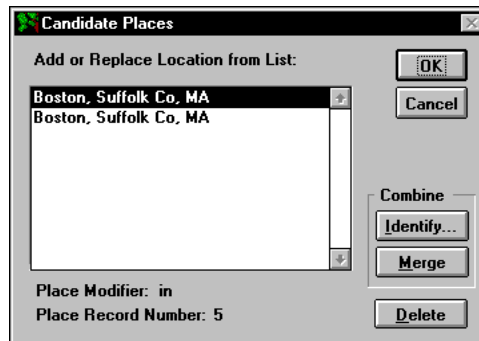 Candidate Places
Add or Replace Location from List:
Boston, Suffolk Co, MA
Boston, Suffolk Co, MA
OK
Cancel
Combine
Identify...
Merge
Place Modifier: in
Place Record Number: 5
Delete